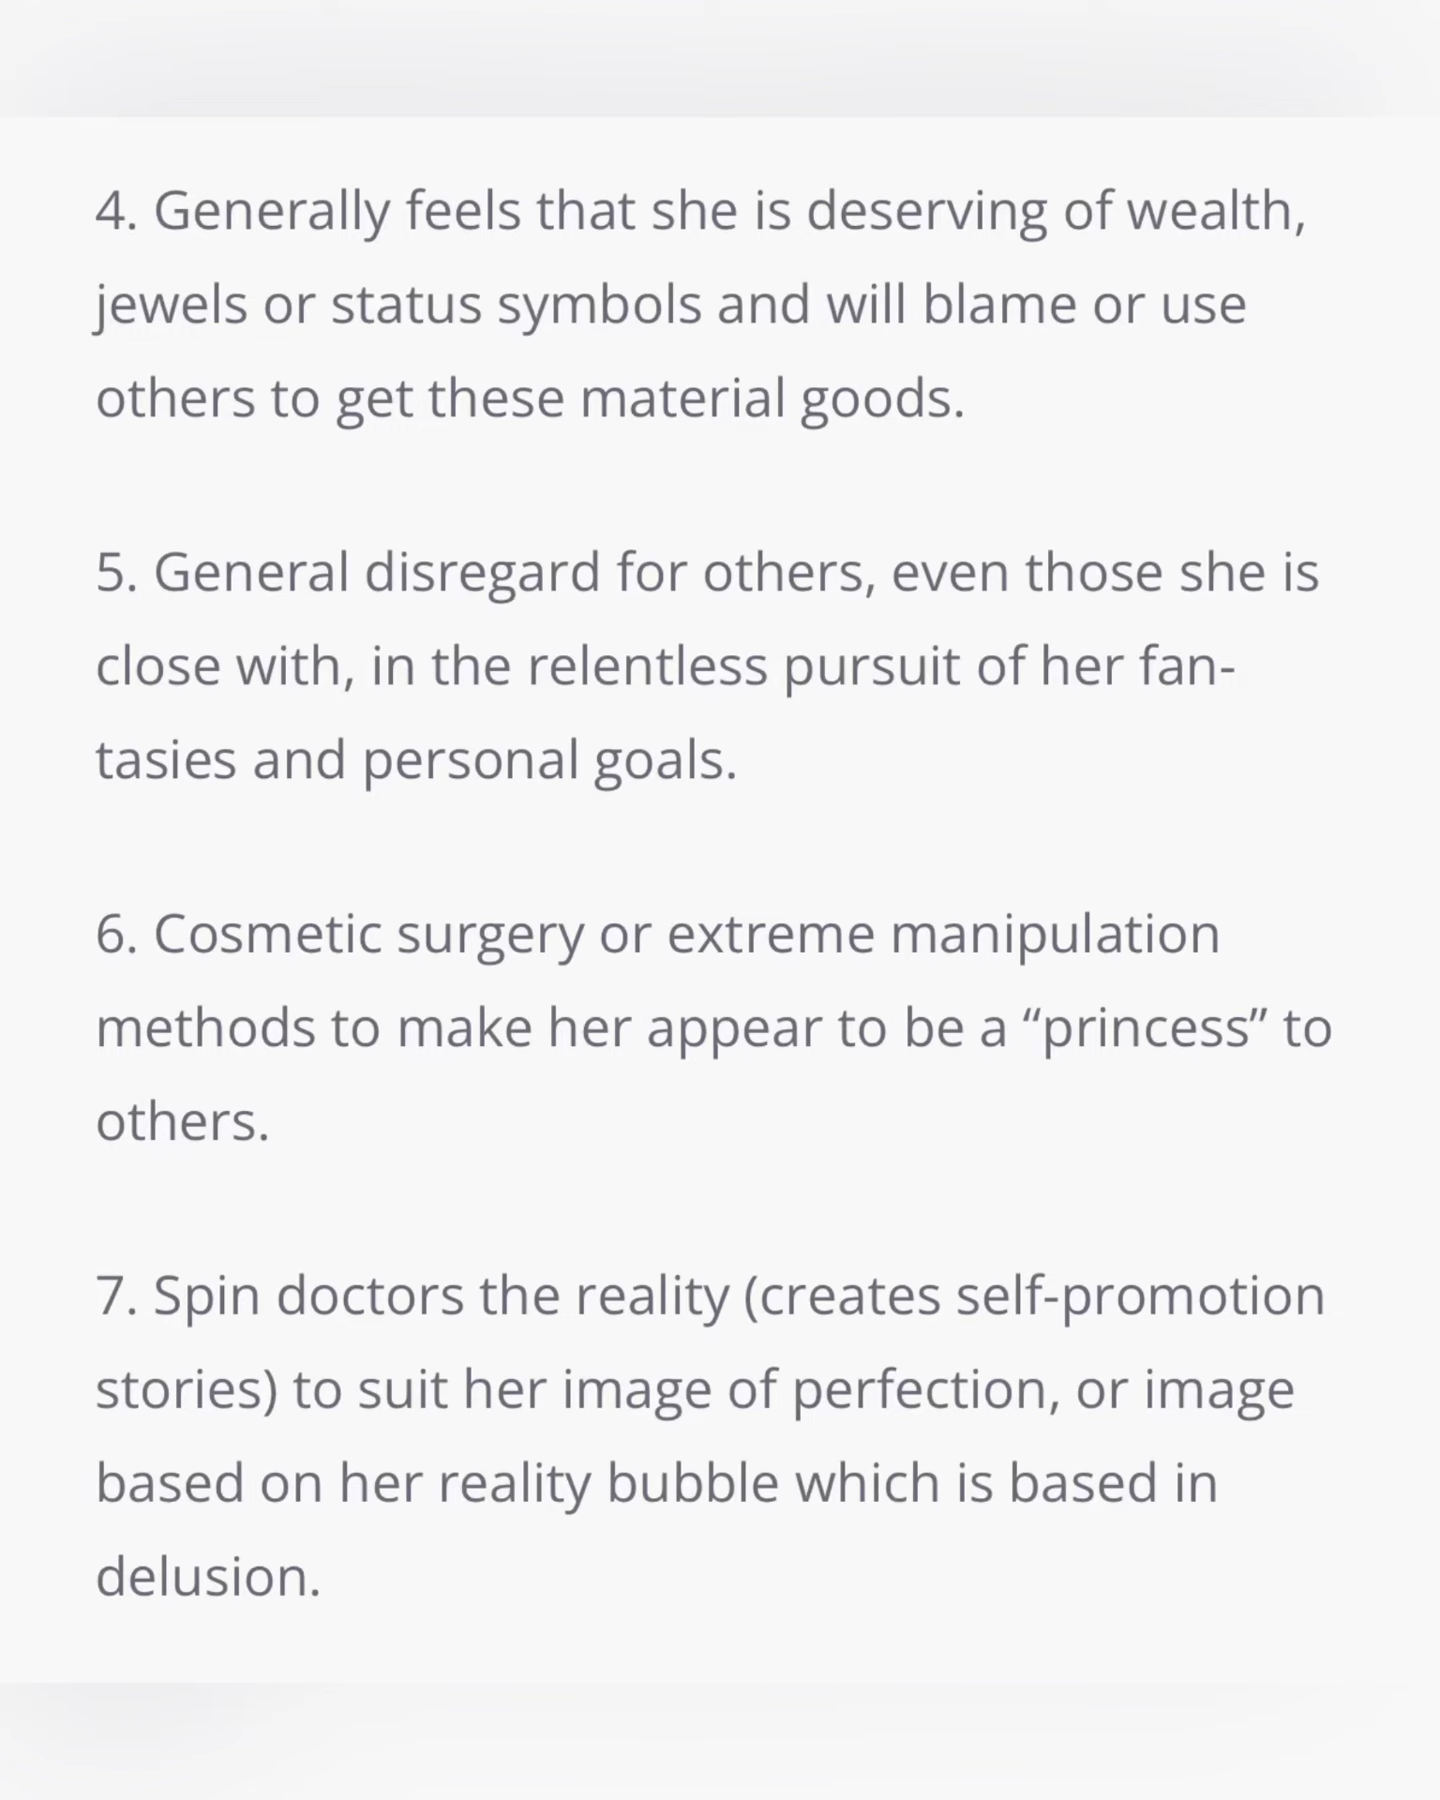 4. Generally feels that she is deserving of wealth,
jewels or status symbols and will blame or use
others to get these material goods.
5. General disregard for others, even those she is
close with, in the relentless pursuit of her fan-
tasies and personal goals.
6. Cosmetic surgery or extreme manipulation
methods to make her appear to be a “princess” to
others.
7. Spin doctors the reality (creates self-promotion
stories) to suit her image of perfection, or image
based on her reality bubble which is based in
delusion.